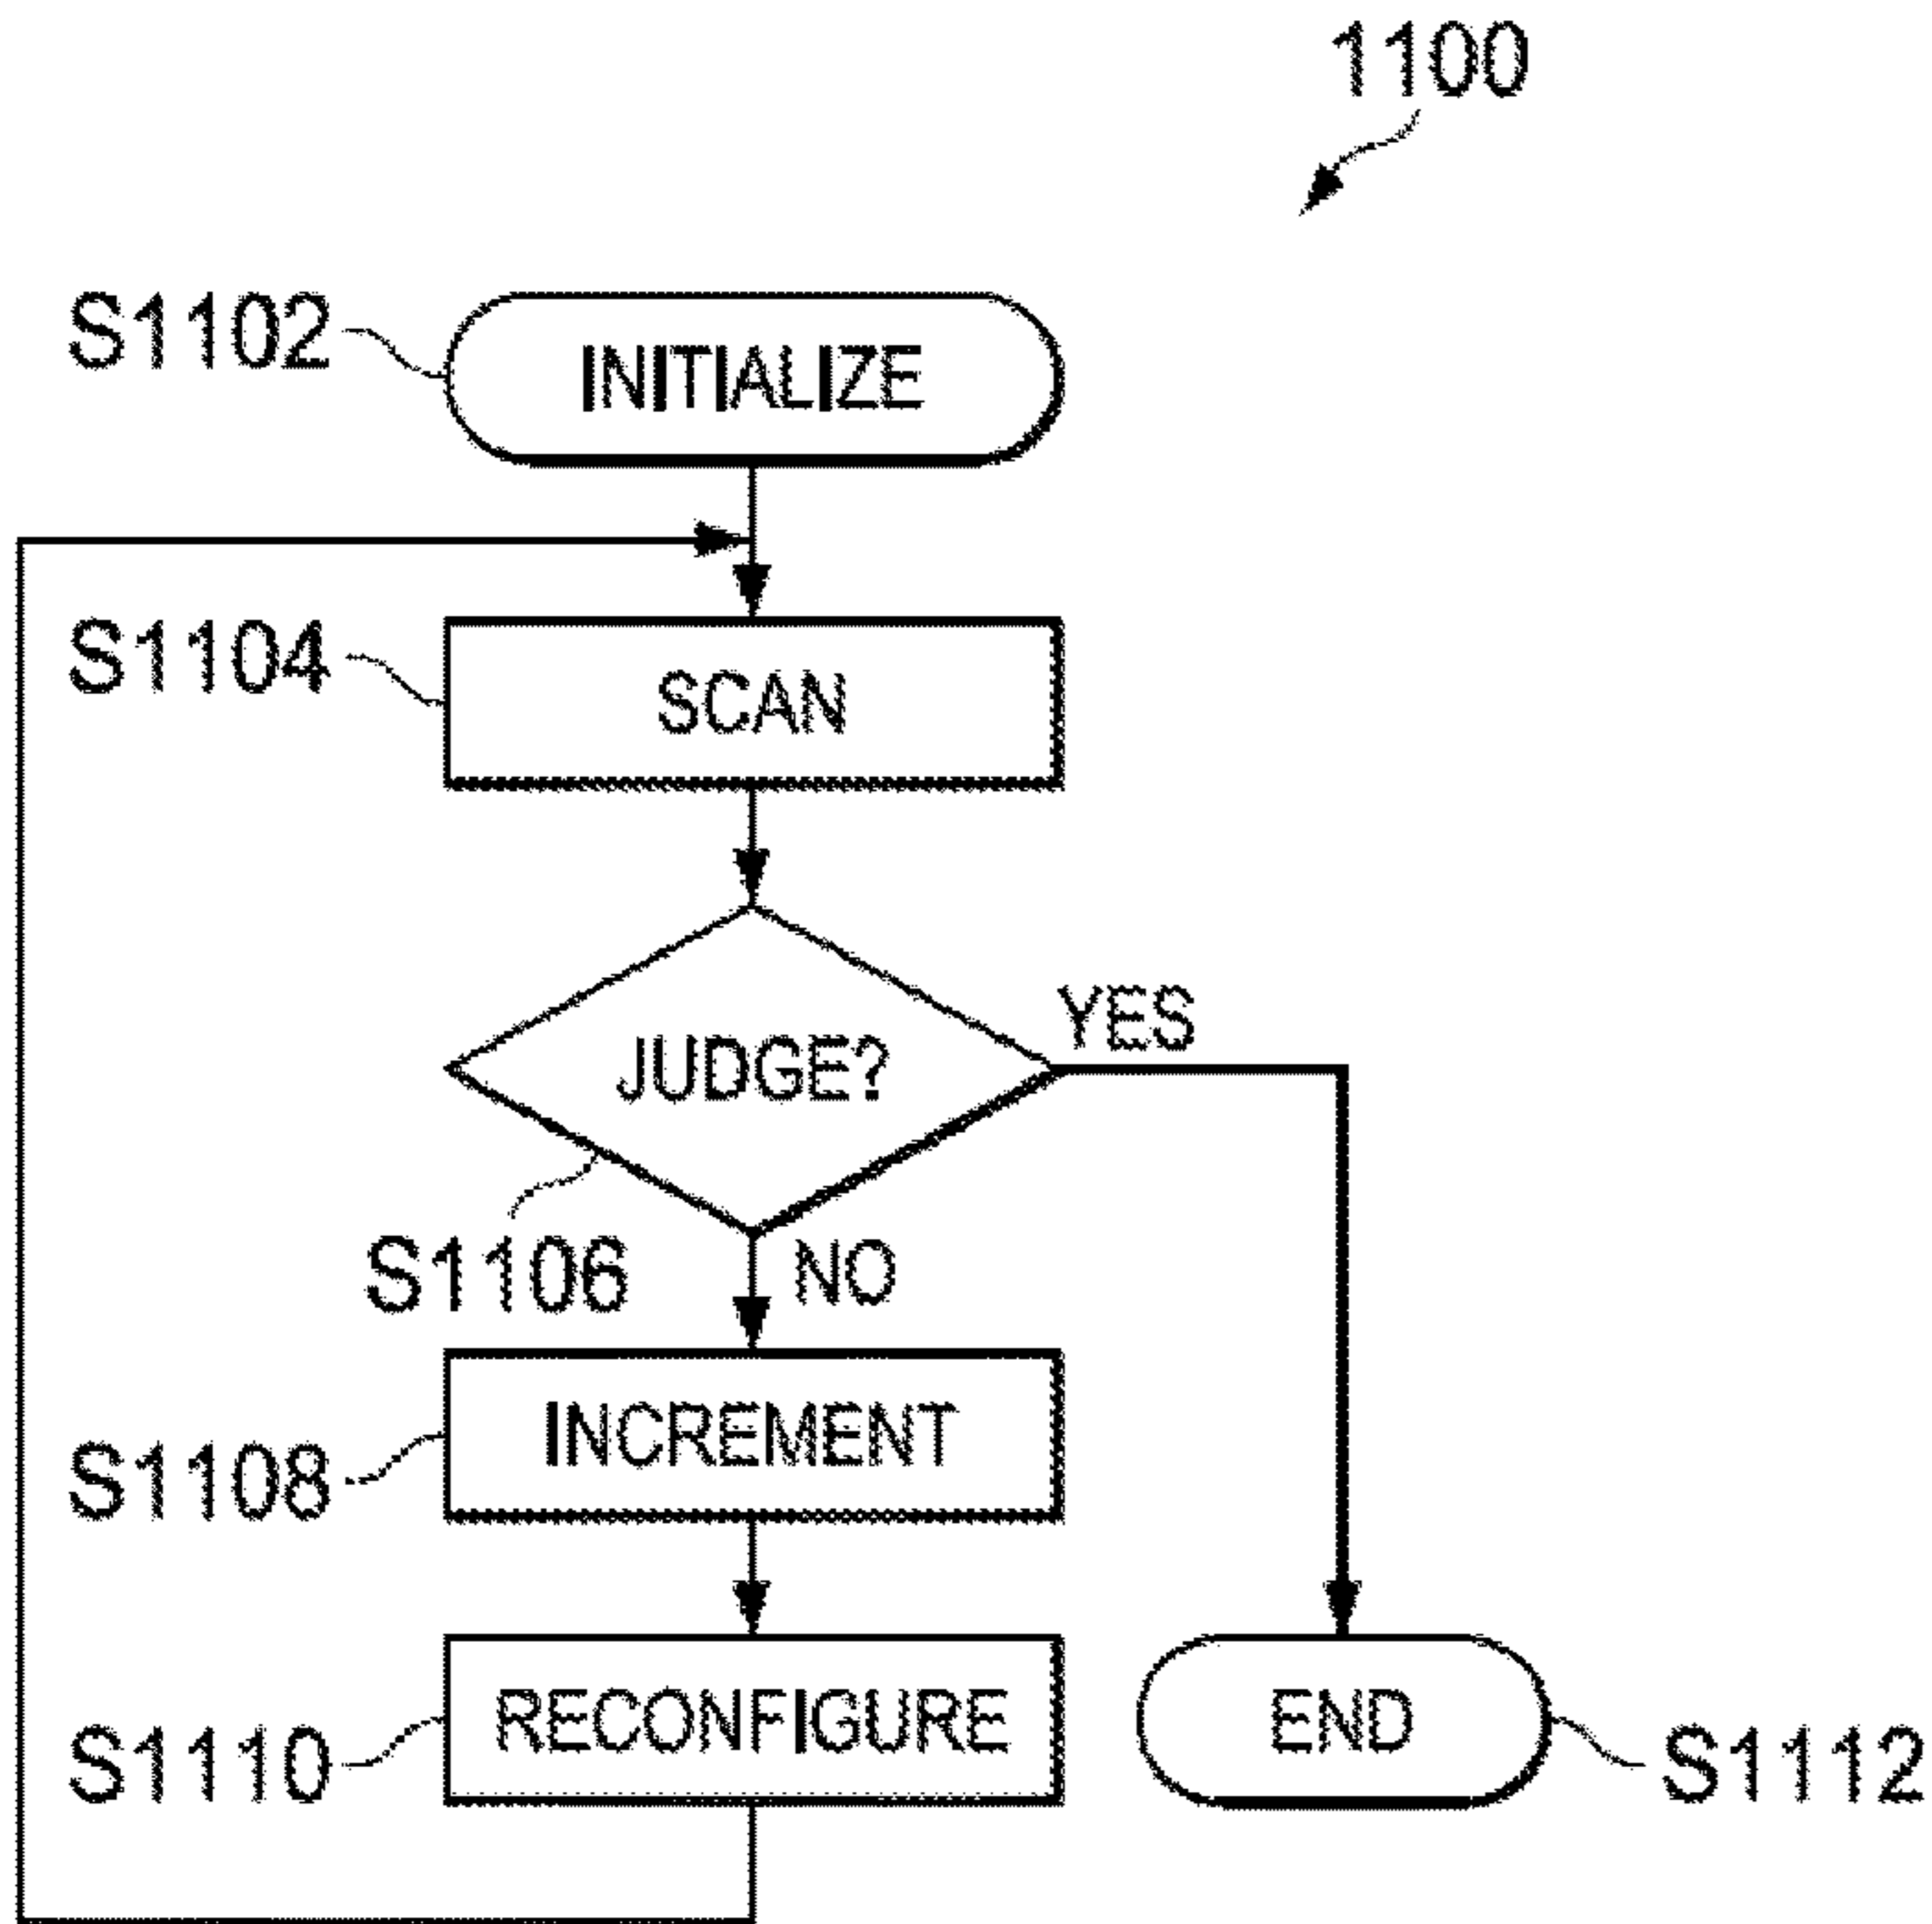 1100
S1102
INITIALIZE
S1104
SCAN
JUDGE?
YES
S1106
NO
INCREMENT
S1108
RECONFIGURE
END
S1110
S1112